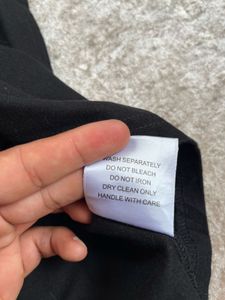 WASH SEPARATELY
DO NOT BLEACH
DO NOT IRON
DRY CLEAN ONLY
HANDLE WITH CARE